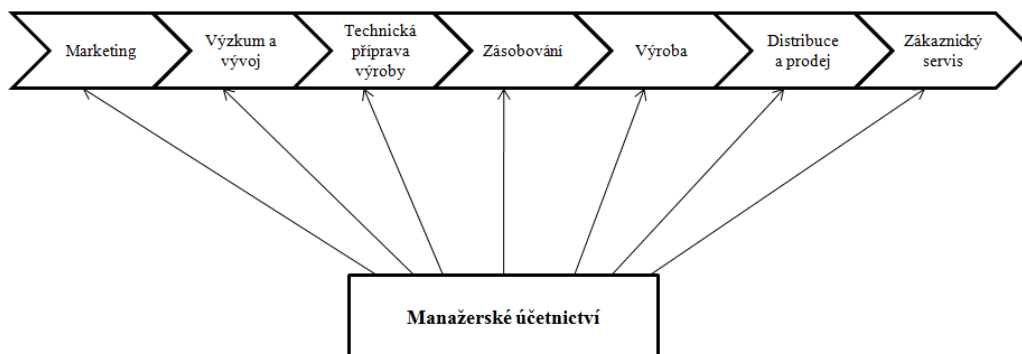 Marketing
Výzkum a
vývoj
Technická
příprava
výroby
Zásobování
Výroba
Distribuce
a prodej
Zákaznický
servis
Manažerské účetnictví